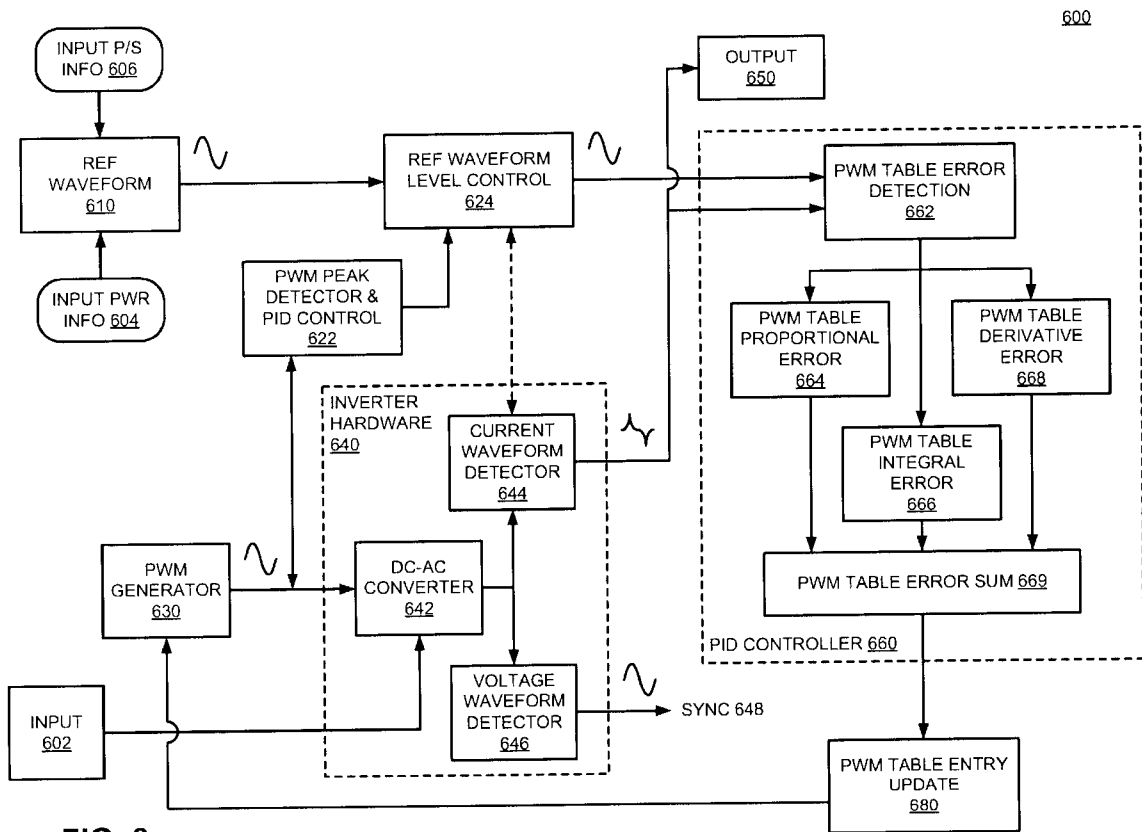 600
INPUT P/S
INFO 606
OUTPUT
650
REF
WAVEFORM
610
REF WAVEFORM
LEVEL CONTROL
624
PWM TABLE ERROR
DETECTION
662
INPUT PWR
INFO 604
PWM PEAK
DETECTOR &
PID CONTROL
622
PWM TABLE
PROPORTIONAL
ERROR
664
PWM TABLE
DERIVATIVE
ERROR
668
INVERTER
HARDWARE
640
CURRENT
WAVEFORM
DETECTOR
644
PWM TABLE
INTEGRAL
ERROR
666
PWM
GENERATOR
630
DC-AC
CONVERTER
642
PWM TABLE ERROR SUM 669
PID CONTROLLER 660
INPUT
602
VOLTAGE
WAVEFORM
DETECTOR
646
SYNC 648
PWM TABLE ENTRY
UPDATE
680